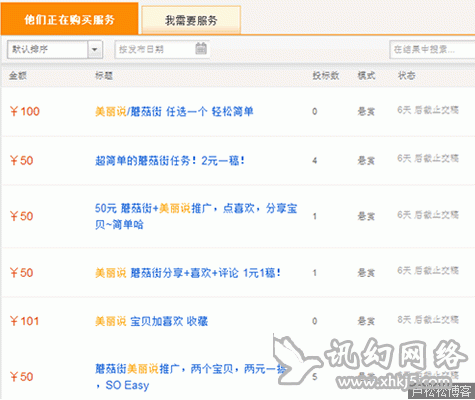 他们正在购买服务
我需要服务
默认排序
按发布日期
在结果中搜索...
金额 标题 投标数 模式 状态
￥100 美丽说/蘑菇街 任选一个 轻松简单 0 悬赏 6天 后截止交稿
￥50 超简单的蘑菇街任务！2元一稿！ 4 悬赏 6天 后截止交稿
￥50 50元 蘑菇街+美丽说推广，点喜欢，分享宝
贝~简单哈 1 悬赏 6天 后截止交稿
￥50 美丽说 蘑菇街分享+喜欢+评论 1元1稿！ 1 悬赏 6天 后截止交稿
￥101 美丽说 宝贝加喜欢 收藏 0 悬赏 8天 后截止交稿
￥50 蘑菇街美丽说推广，两个宝贝，两元一稿
，SO Easy 5
讯幻网络
www.xhkj5.com
卢松松博客